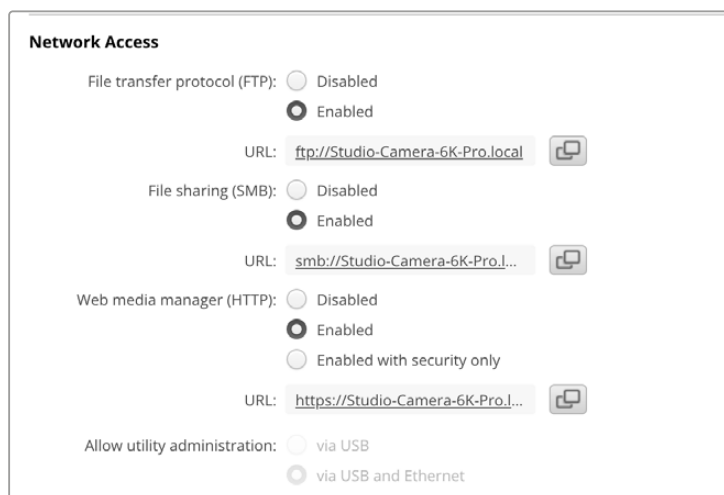 Network Access
File transfer protocol (FTP): Disabled
Enabled
URL: ftp://Studio-Camera-6K-Pro.local
File sharing (SMB): Disabled
Enabled
URL: smb://Studio-Camera-6K-Pro.l...
Web media manager (HTTP): Disabled
Enabled
Enabled with security only
URL: https://Studio-Camera-6K-Pro.l...
Allow utility administration: via USB
via USB and Ethernet